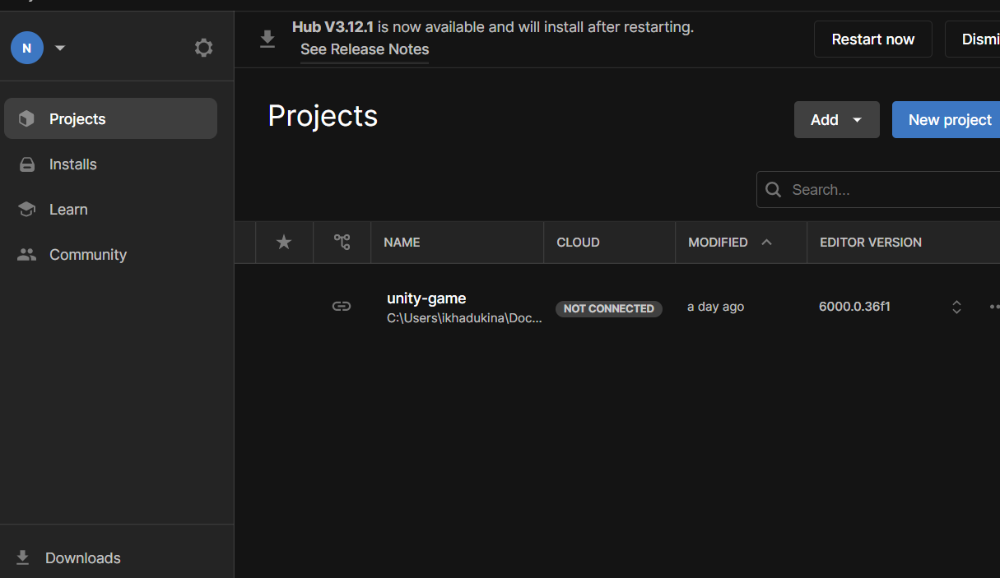 N
Hub V3.12.1 is now available and will install after restarting.
See Release Notes
Restart now
Dismi
Projects
Installs
Learn
Community
Downloads
Projects
Add
New project
Search...
NAME
CLOUD
MODIFIED
EDITOR VERSION
unity-game
C:\Users\ikhadukina\Doc...
NOT CONNECTED
a day ago
6000.0.36f1